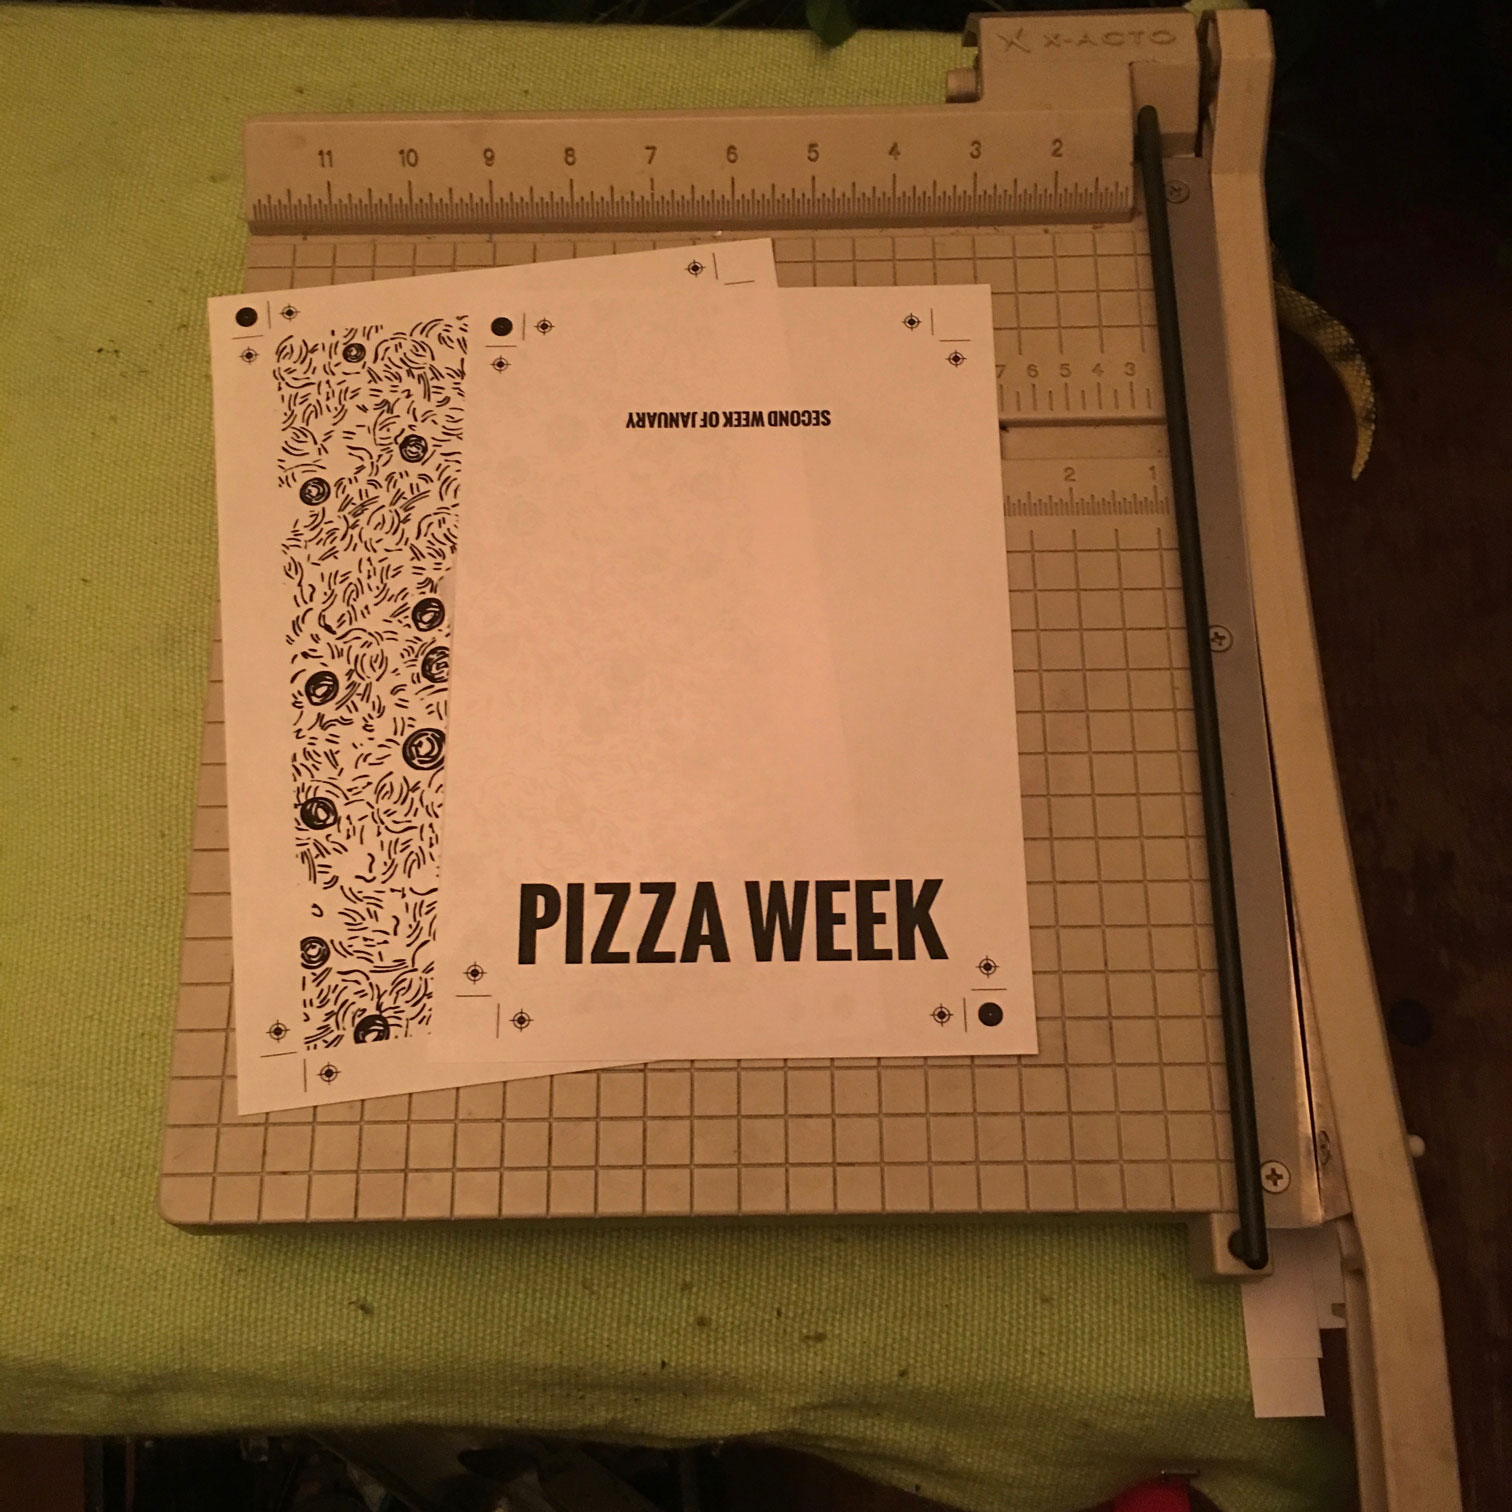 X-ACTO
11 10 9 8 7 6 5 4 3 2
7 6 5 4 3
SECOND WEEK OF JANUARY
2 1
PIZZA WEEK